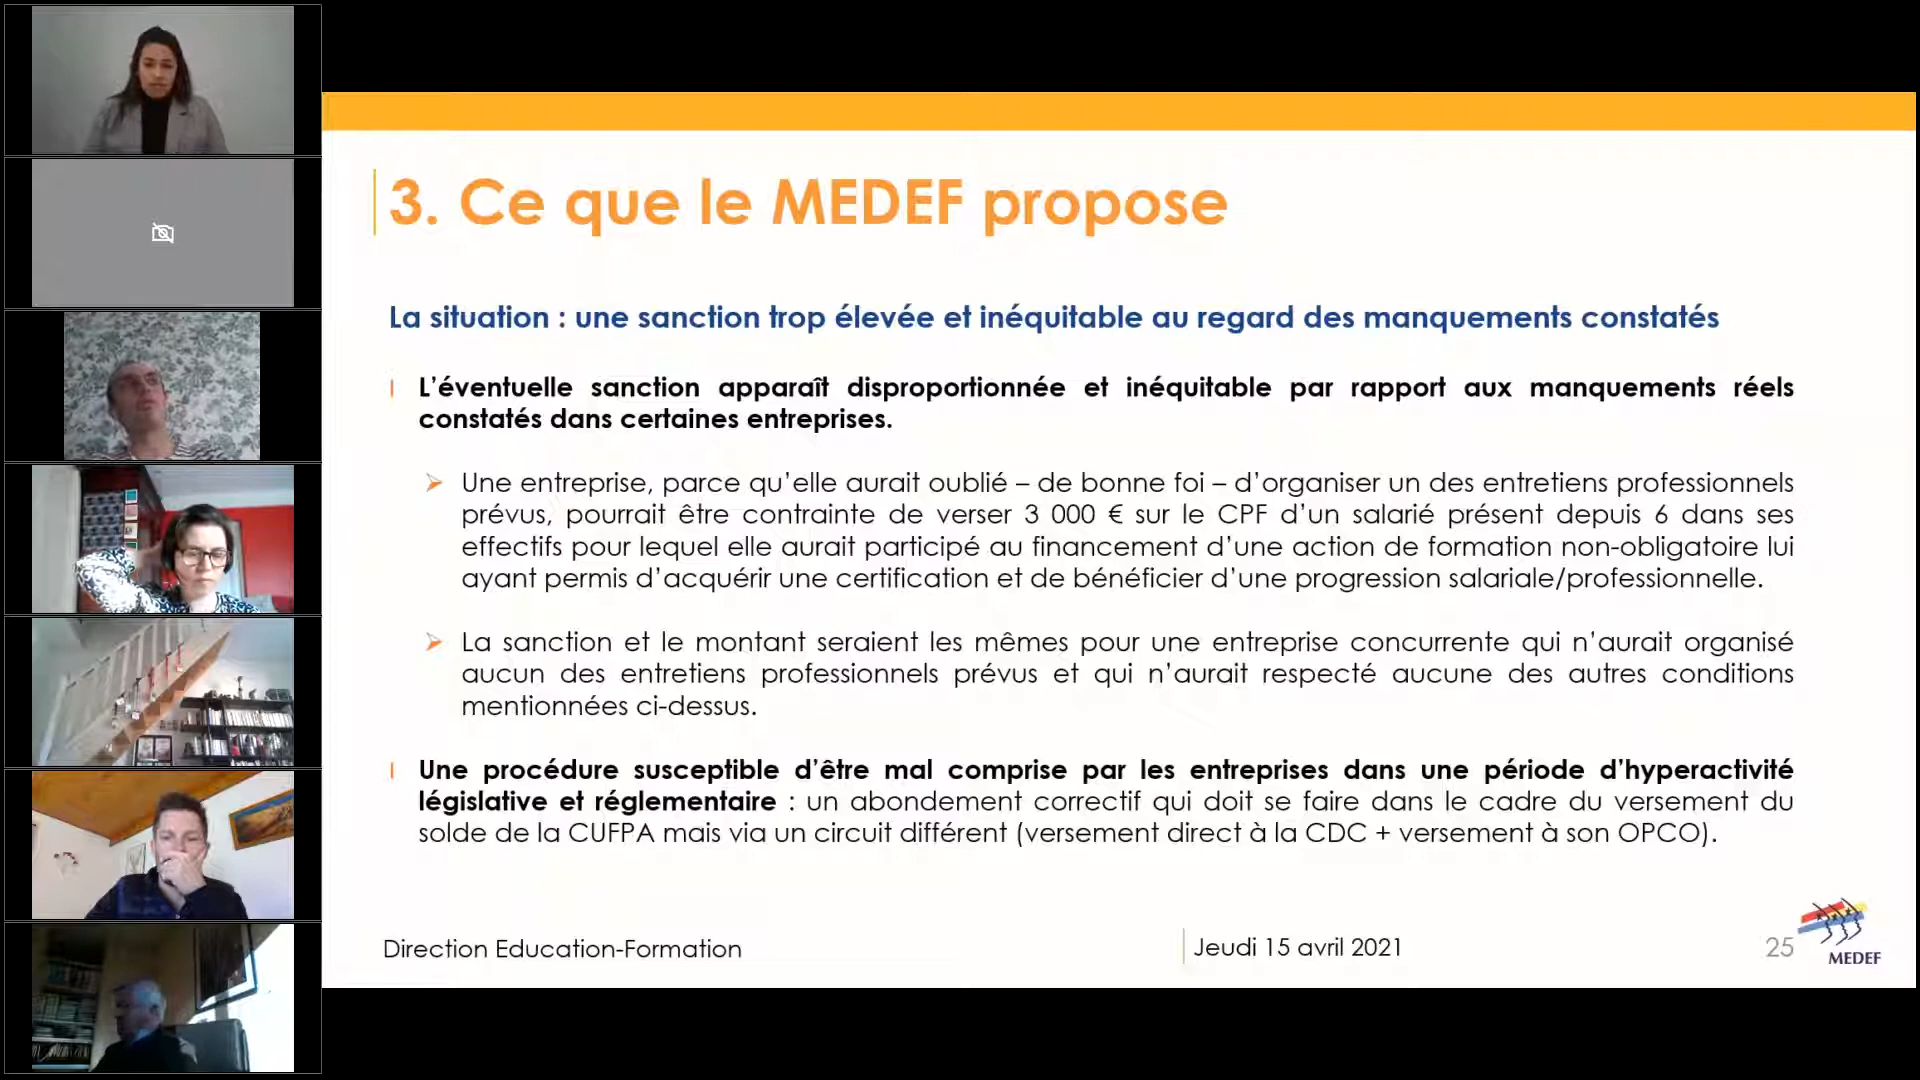 3. Ce que le MEDEF propose
La situation : une sanction trop élevée et inéquitable au regard des manquements constatés
L’éventuelle sanction apparaît disproportionnée et inéquitable par rapport aux manquements réels
constatés dans certaines entreprises.
Une entreprise, parce qu’elle aurait oublié – de bonne foi – d’organiser un des entretiens professionnels
prévus, pourrait être contrainte de verser 3 000 € sur le CPF d’un salarié présent depuis 6 dans ses
effectifs pour lequel elle aurait participé au financement d’une action de formation non-obligatoire lui
ayant permis d’acquérir une certification et de bénéficier d’une progression salariale/professionnelle.
La sanction et le montant seraient les mêmes pour une entreprise concurrente qui n’aurait organisé
aucun des entretiens professionnels prévus et qui n’aurait respecté aucune des autres conditions
mentionnées ci-dessus.
Une procédure susceptible d’être mal comprise par les entreprises dans une période d’hyperactivité
législative et réglementaire : un abondement correctif qui doit se faire dans le cadre du versement du
solde de la CUFPA mais via un circuit différent (versement direct à la CDC + versement à son OPCO).
Direction Education-Formation
Jeudi 15 avril 2021
25
MEDEF